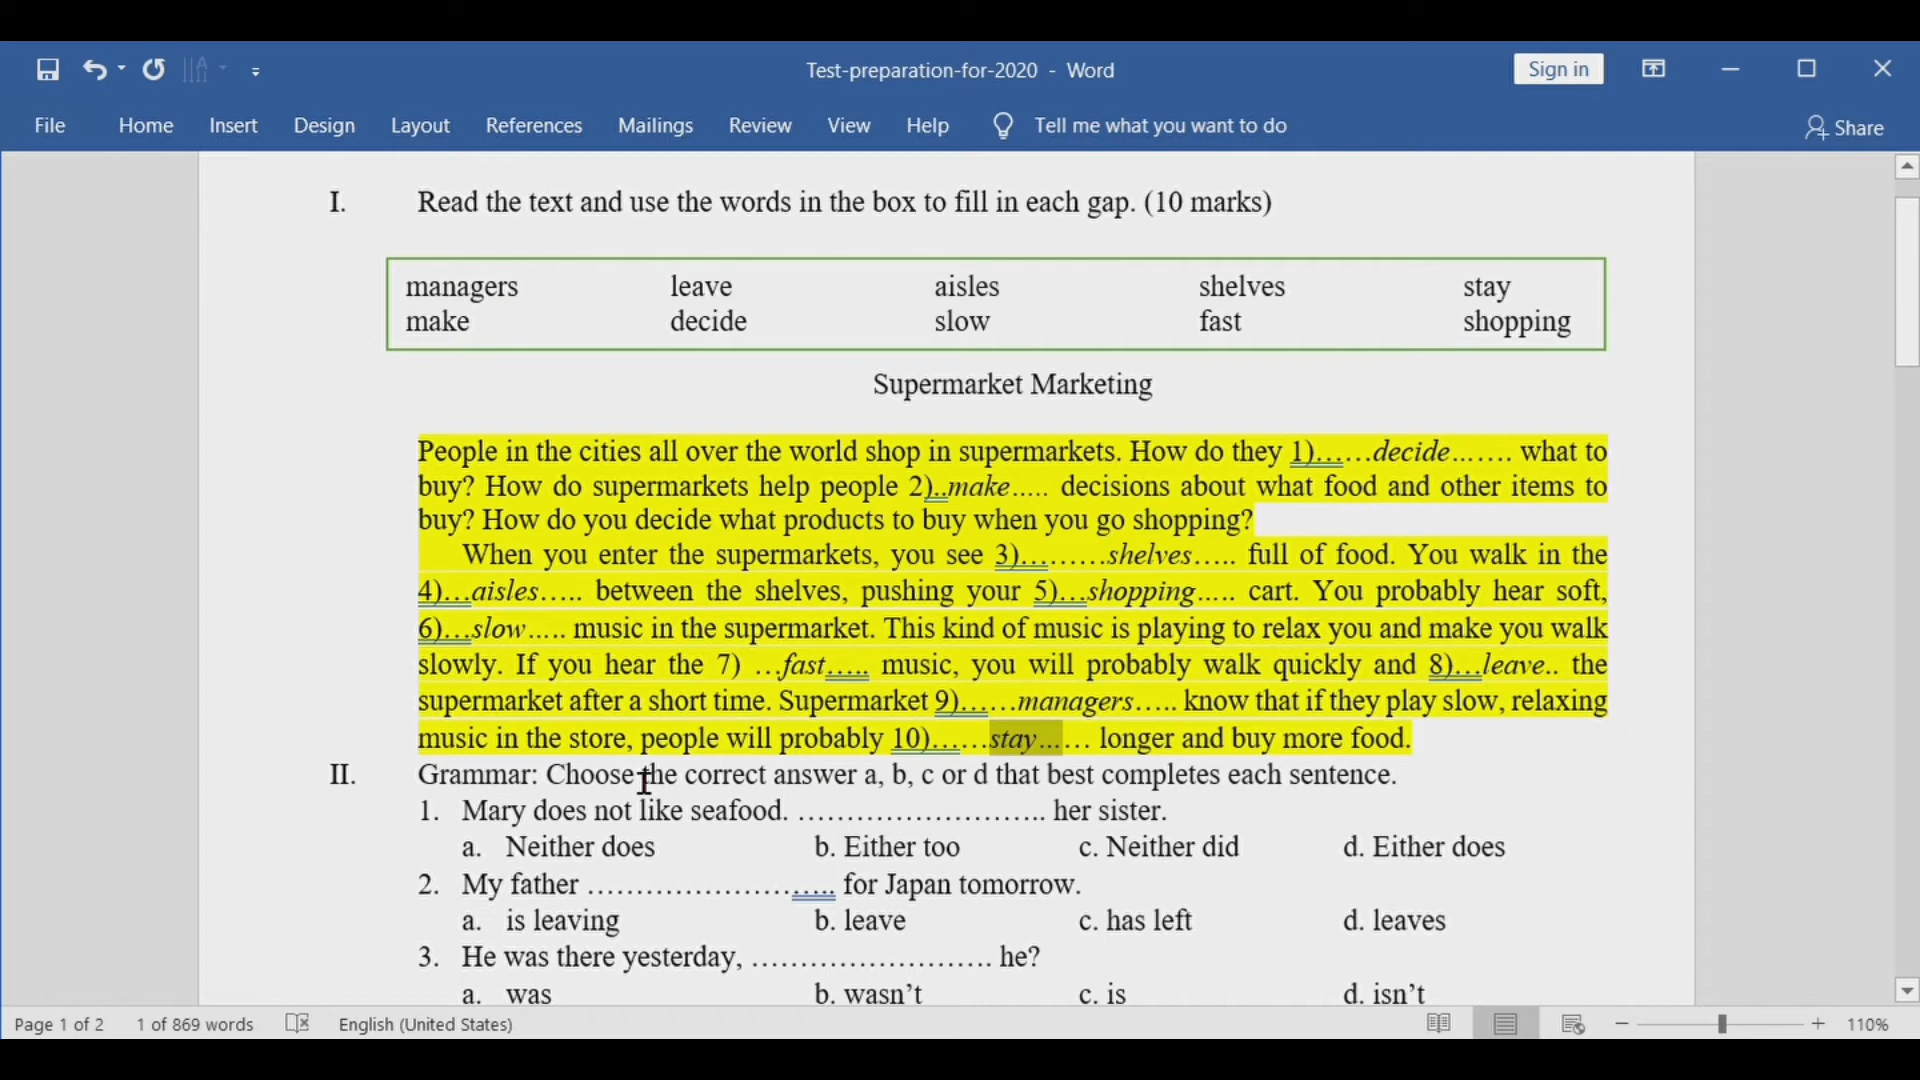 Test-preparation-for-2020 - Word
Sign in
File Home Insert Design Layout References Mailings Review View Help Tell me what you want to do Share
I. Read the text and use the words in the box to fill in each gap. (10 marks)
managers leave aisles shelves stay
make decide slow fast shopping
Supermarket Marketing
People in the cities all over the world shop in supermarkets. How do they 1)……decide……. what to
buy? How do supermarkets help people 2)..make….. decisions about what food and other items to
buy? How do you decide what products to buy when you go shopping?
When you enter the supermarkets, you see 3)………shelves….. full of food. You walk in the
4)…aisles….. between the shelves, pushing your 5)…shopping….. cart. You probably hear soft,
6)…slow….. music in the supermarket. This kind of music is playing to relax you and make you walk
slowly. If you hear the 7) …fast….. music, you will probably walk quickly and 8)…leave.. the
supermarket after a short time. Supermarket 9)……managers….. know that if they play slow, relaxing
music in the store, people will probably 10)……stay…… longer and buy more food.
II. Grammar: Choose the correct answer a, b, c or d that best completes each sentence.
1. Mary does not like seafood. ………………………….. her sister.
a. Neither does b. Either too c. Neither did d. Either does
2. My father ………………………….. for Japan tomorrow.
a. is leaving b. leave c. has left d. leaves
3. He was there yesterday, ………………………… he?
a. was b. wasn't c. is d. isn't
Page 1 of 2 1 of 869 words English (United States) 110%